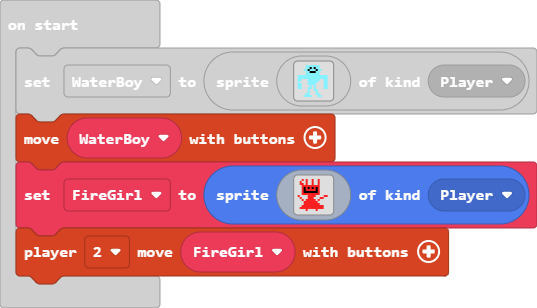 on start
set WaterBoy to sprite of kind Player
move WaterBoy with buttons
set FireGirl to sprite of kind Player
player 2 move FireGirl with buttons